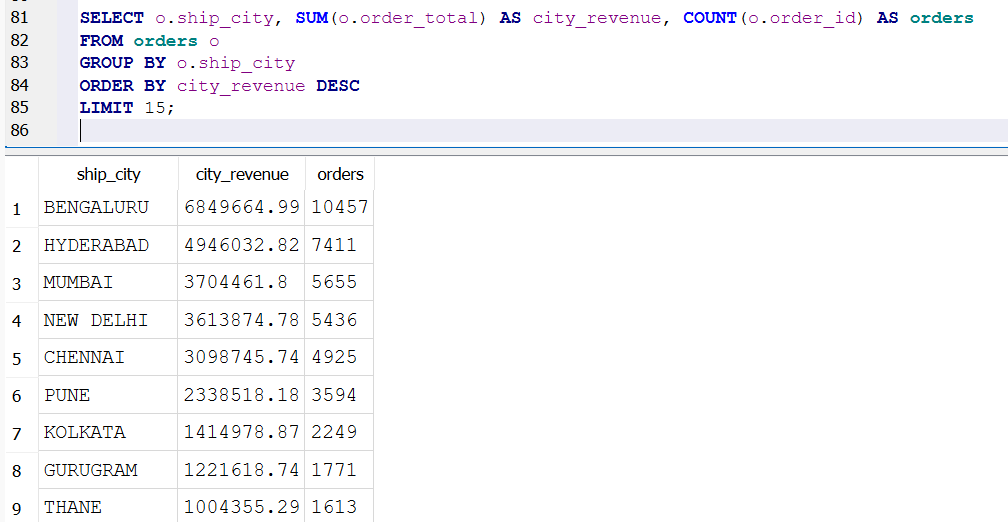 81 SELECT o.ship_city, SUM(o.order_total) AS city_revenue, COUNT(o.order_id) AS orders
82 FROM orders o
83 GROUP BY o.ship_city
84 ORDER BY city_revenue DESC
85 LIMIT 15;
86
ship_city city_revenue orders
1 BENGALURU 6849664.99 10457
2 HYDERABAD 4946032.82 7411
3 MUMBAI 3704461.8 5655
4 NEW DELHI 3613874.78 5436
5 CHENNAI 3098745.74 4925
6 PUNE 2338518.18 3594
7 KOLKATA 1414978.87 2249
8 GURUGRAM 1221618.74 1771
9 THANE 1004355.29 1613